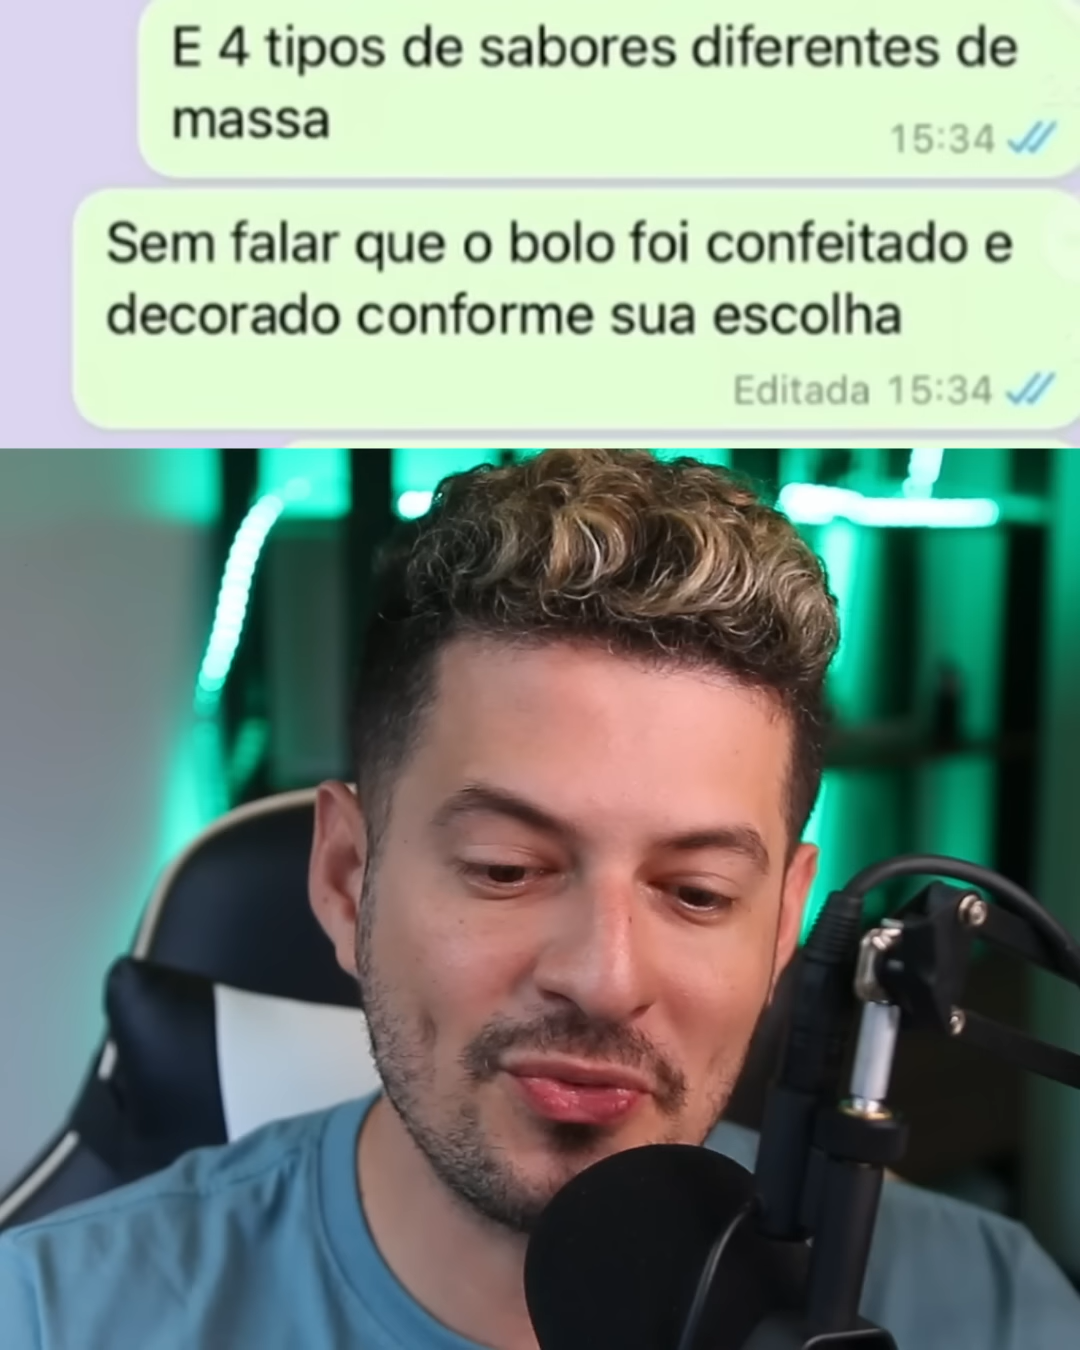 E 4 tipos de sabores diferentes de
massa
15:34
Sem falar que o bolo foi confeitado e
decorado conforme sua escolha
Editada 15:34